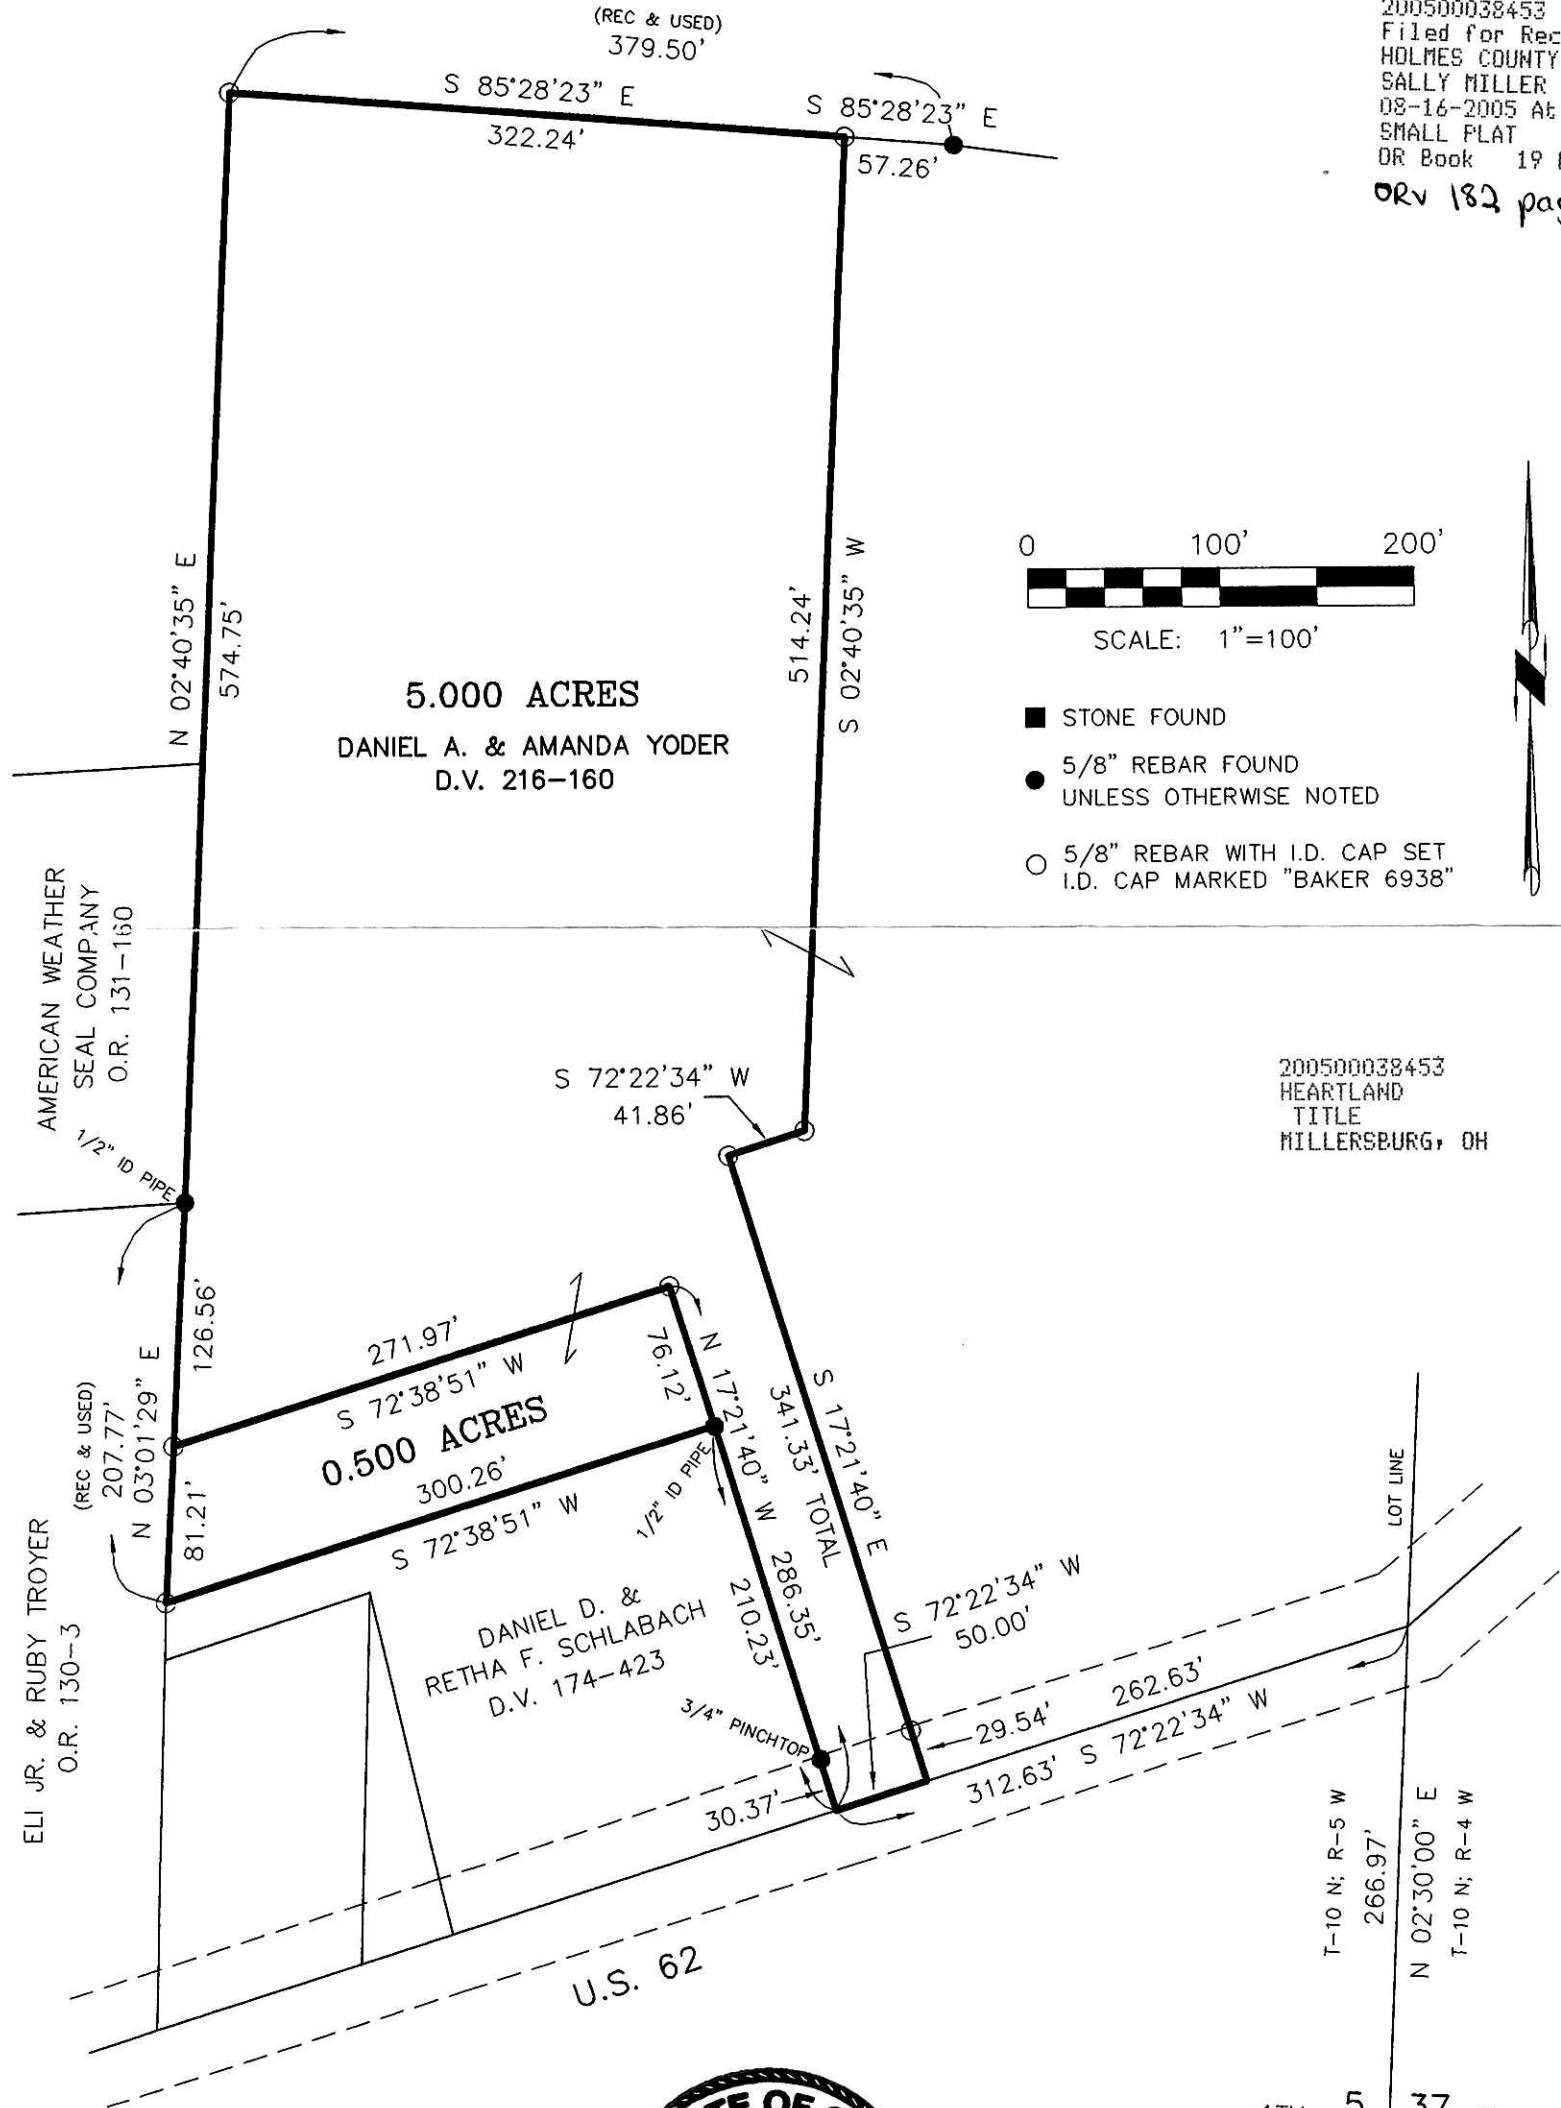 (REC & USED)
379.50'
S 85°28'23" E
322.24'
S 85°28'23" E
57.26'
200500038453
Filed for Rec
HOLMES COUNTY
SALLY MILLER
08-16-2005 At
SMALL PLAT
OR Book 19
ORV 182 pag
N 02°40'35" E
574.75'
514.24'
S 02°40'35" W
5.000 ACRES
DANIEL A. & AMANDA YODER
D.V. 216-160
0 100' 200'
SCALE: 1"=100'
STONE FOUND
5/8" REBAR FOUND
UNLESS OTHERWISE NOTED
5/8" REBAR WITH I.D. CAP SET
I.D. CAP MARKED "BAKER 6938"
AMERICAN WEATHER
SEAL COMPANY
O.R. 131-160
1/2" ID PIPE
S 72°22'34" W
41.86'
200500038453
HEARTLAND
TITLE
MILLERSBURG, OH
126.56'
(REC & USED)
207.77'
N 03°01'29" E
81.21'
271.97'
S 72°38'51" W
0.500 ACRES
300.26'
S 72°38'51" W
76.12'
N 17°21'40" W 286.35'
210.23'
1/2" ID PIPE
S 17°21'40" E
341.33' TOTAL
ELI JR. & RUBY TROYER
O.R. 130-3
DANIEL D. &
RETHA F. SCHLABACH
D.V. 174-423
3/4" PINCHTOP
30.37'
S 72°22'34" W
50.00'
29.54'
262.63'
312.63' S 72°22'34" W
LOT LINE
T-10 N; R-5 W
266.97'
N 02°30'00" E
T-10 N; R-4 W
U.S. 62
OF
5 37